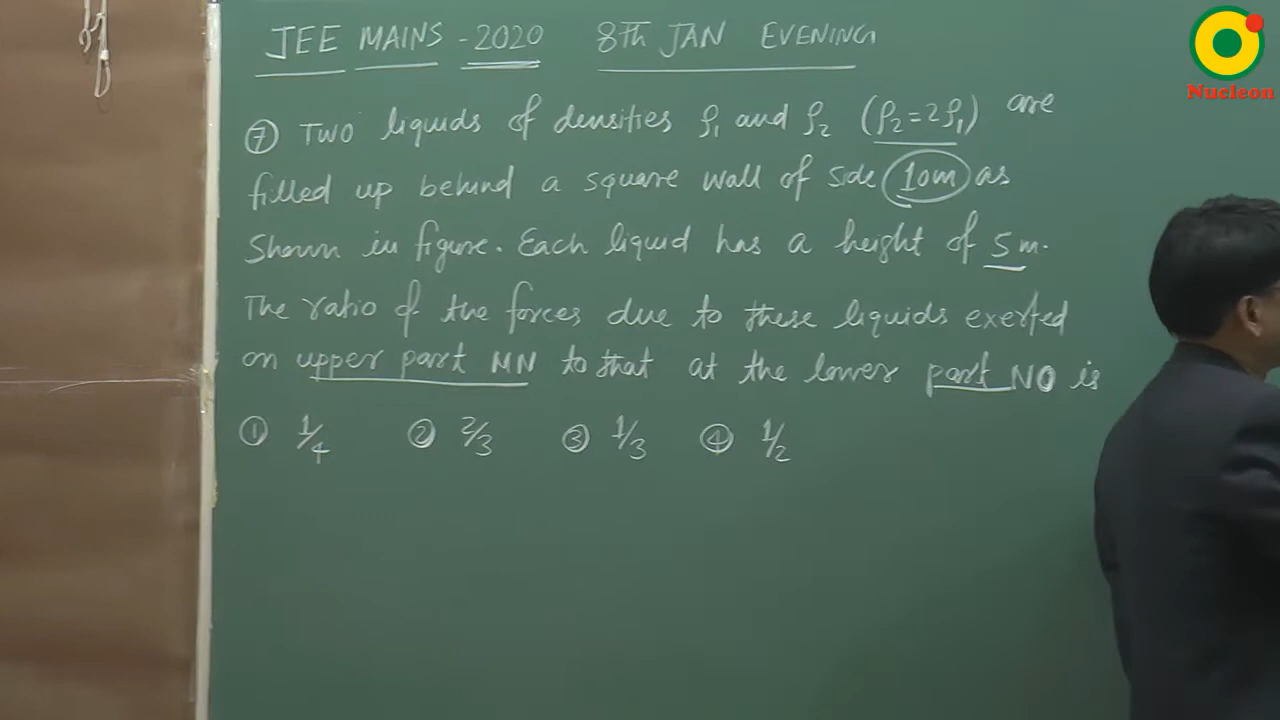 JEE MAINS - 2020 8th JAN EVENING
Nucleon
⑦ Two liquids of densities ρ₁ and ρ₂ (ρ₂=2ρ₁) are
filled up behind a square wall of side 10m as
Shown in figure. Each liquid has a height of 5m.
The ratio of the forces due to these liquids exerted
on upper part MN to that at the lower part NO is
① 1/4 ② 2/3 ③ 1/3 ④ 1/2